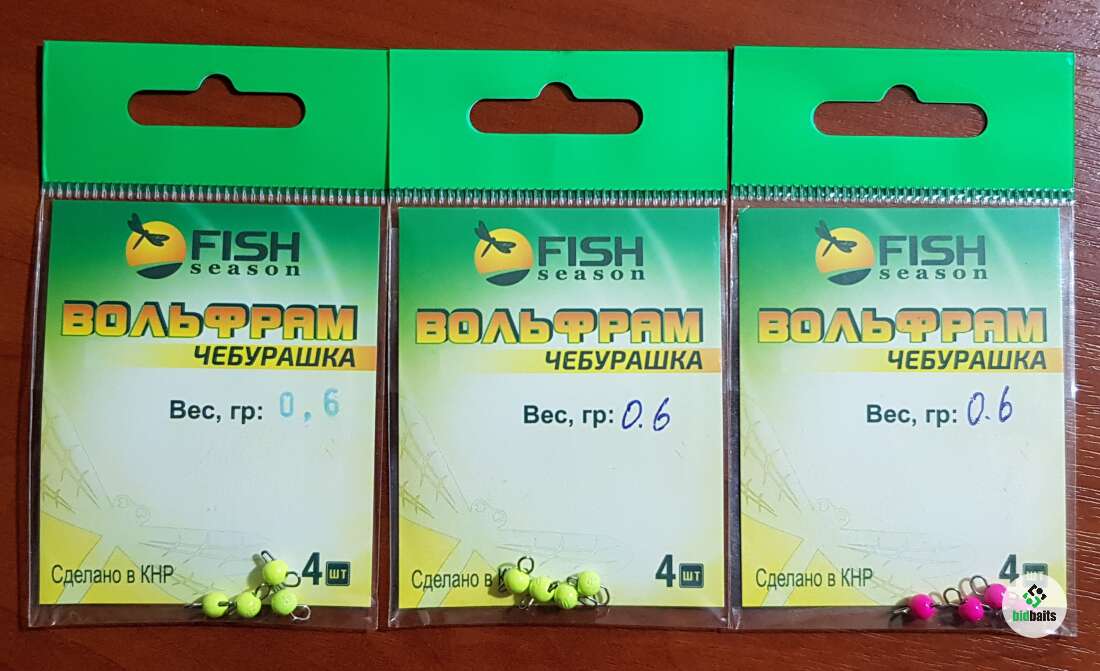 FISH
season
ВОЛЬФРАМ
ЧЕБУРАШКА
Вес, гр: 0,6
Сделано в КНР
4 шт
FISH
season
ВОЛЬФРАМ
ЧЕБУРАШКА
Вес, гр: 0.6
Сделано в К
4 шт
FISH
season
ВОЛЬФРАМ
ЧЕБУРАШКА
Вес, гр: 0.6
Сделано в КНР
4 шт
bidbaits